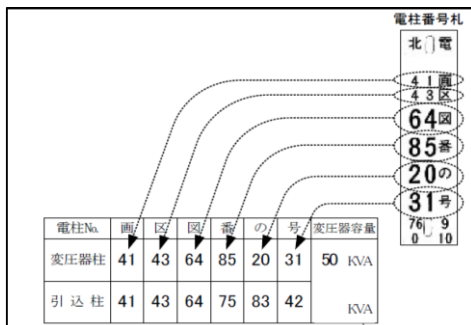 電柱番号札
北 電
41画
43区
64図
85番
20の
31号
76 9
0 10
電柱No. 画 区 図 番 の 号 変圧器容量
変圧器柱 41 43 64 85 20 31 50 KVA
引込柱 41 43 64 75 83 42 KVA